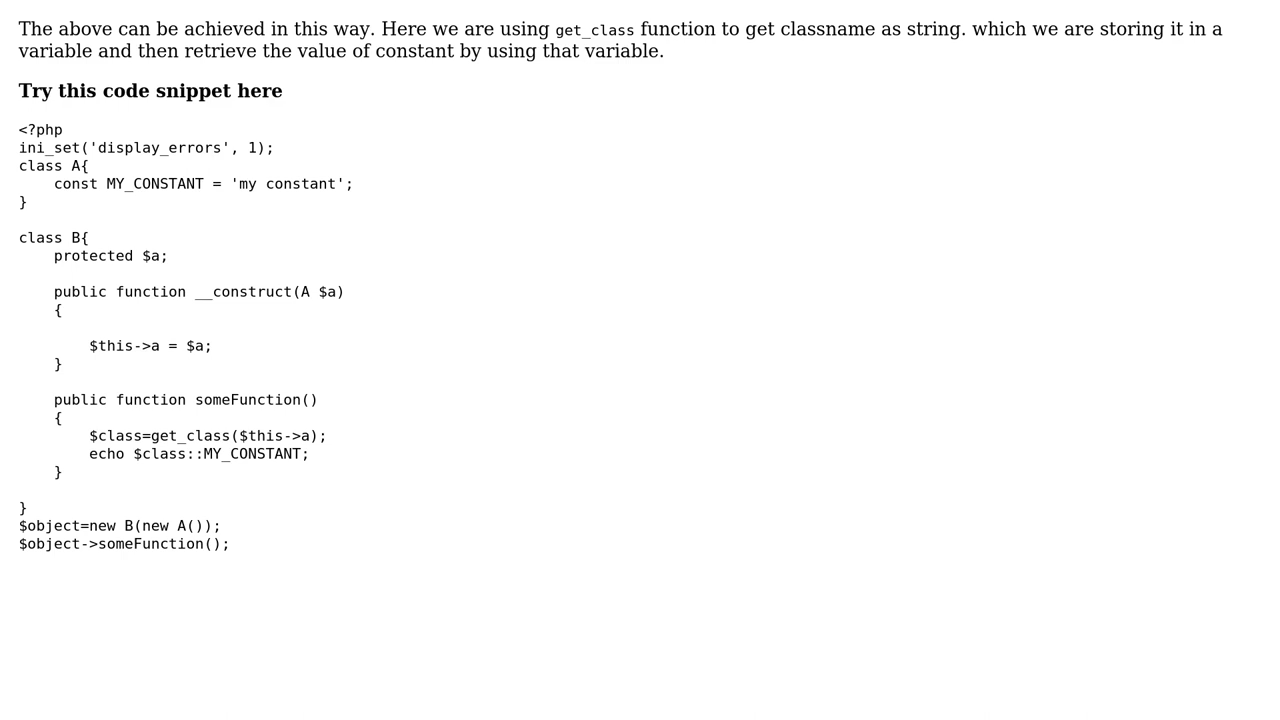 The above can be achieved in this way. Here we are using get_class function to get classname as string. which we are storing it in a
variable and then retrieve the value of constant by using that variable.
Try this code snippet here
<?php
ini_set('display_errors', 1);
class A{
    const MY_CONSTANT = 'my constant';
}

class B{
    protected $a;

    public function __construct(A $a)
    {

        $this->a = $a;
    }

    public function someFunction()
    {
        $class=get_class($this->a);
        echo $class::MY_CONSTANT;
    }

}
$object=new B(new A());
$object->someFunction();